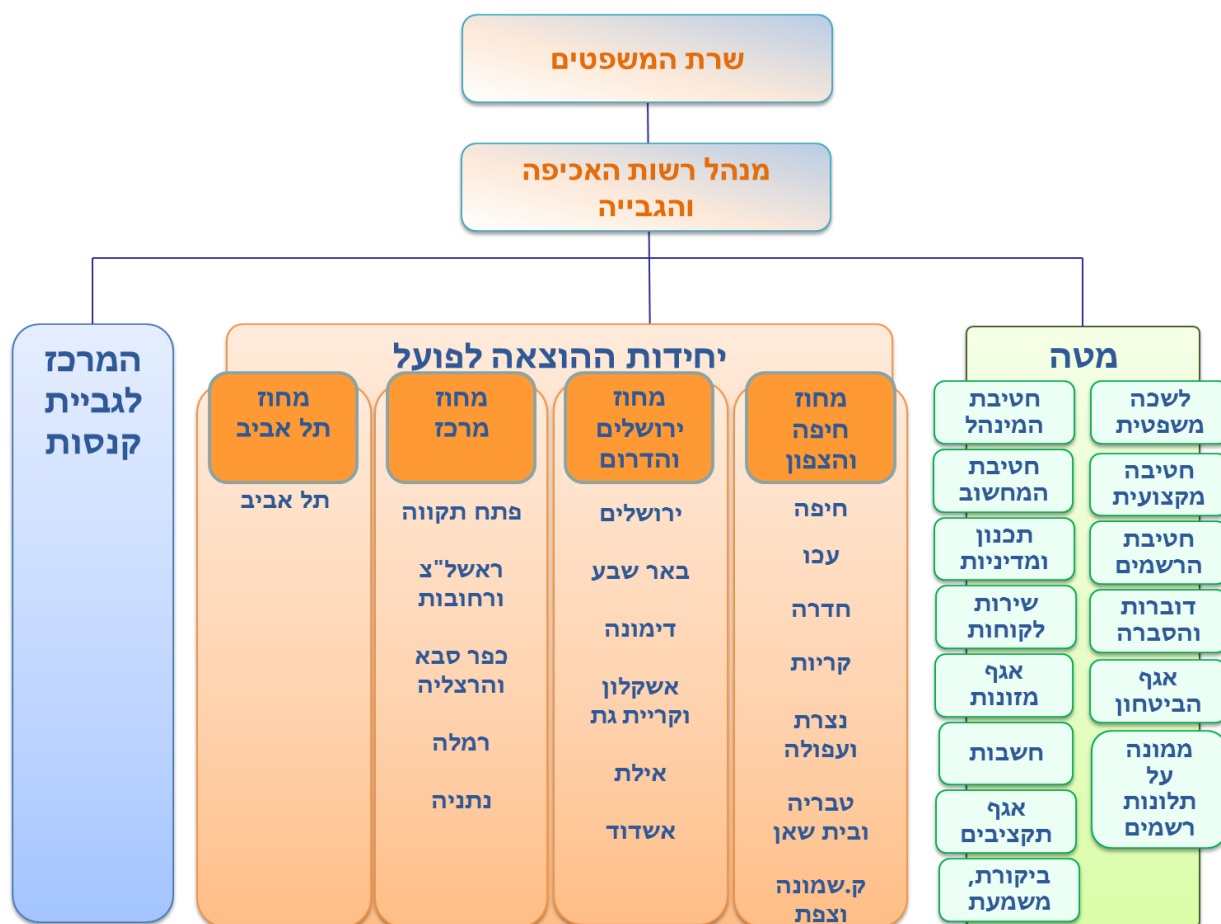 שרת המשפטים
מנהל רשות האכיפה
והגבייה
מטה
לשכה
משפטית
חטיבה
מקצועית
חטיבת
הרשמים
דוברות
והסברה
אגף
הביטחון
ממונה
על
תלונות
רשמים
חטיבת
המינהל
חטיבת
המחשוב
תכנון
ומדיניות
שירות
לקוחות
אגף
מזונות
חשבות
אגף
תקציבים
ביקורת,
משמעת
יחידות ההוצאה לפועל
מחוז
חיפה
והצפון
חיפה
עכו
חדרה
קריות
נצרת
ועפולה
טבריה
ובית שאן
ק.שמונה
וצפת
מחוז
ירושלים
והדרום
ירושלים
באר שבע
דימונה
אשקלון
וקריית גת
אילת
אשדוד
מחוז
מרכז
פתח תקווה
ראשל"צ
ורחובות
כפר סבא
והרצליה
רמלה
נתניה
מחוז
תל אביב
תל אביב
המרכז
לגביית
קנסות